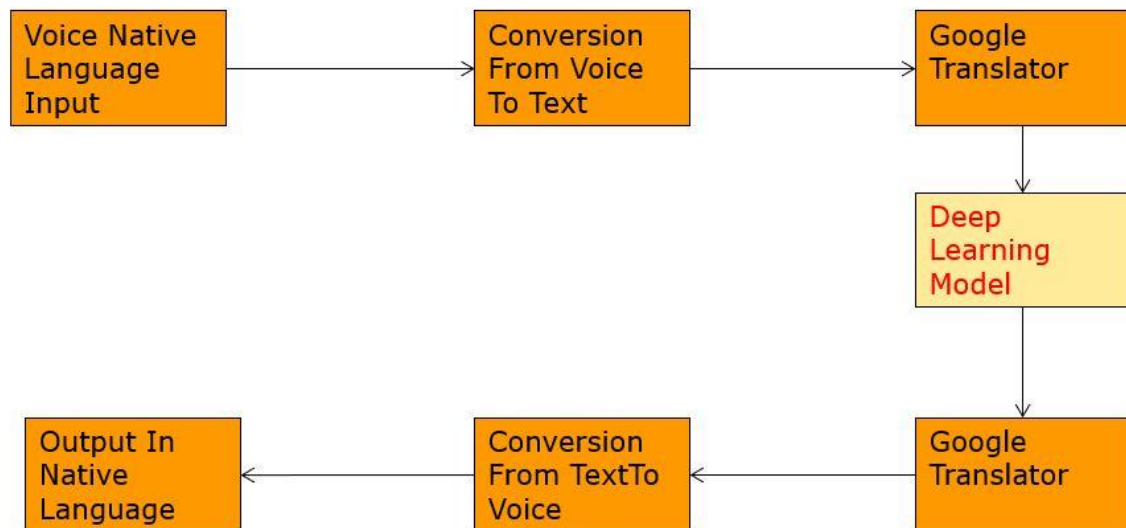 Voice Native
Language
Input
Conversion
From Voice
To Text
Google
Translator
Deep
Learning
Model
Google
Translator
Conversion
From TextTo
Voice
Output In
Native
Language